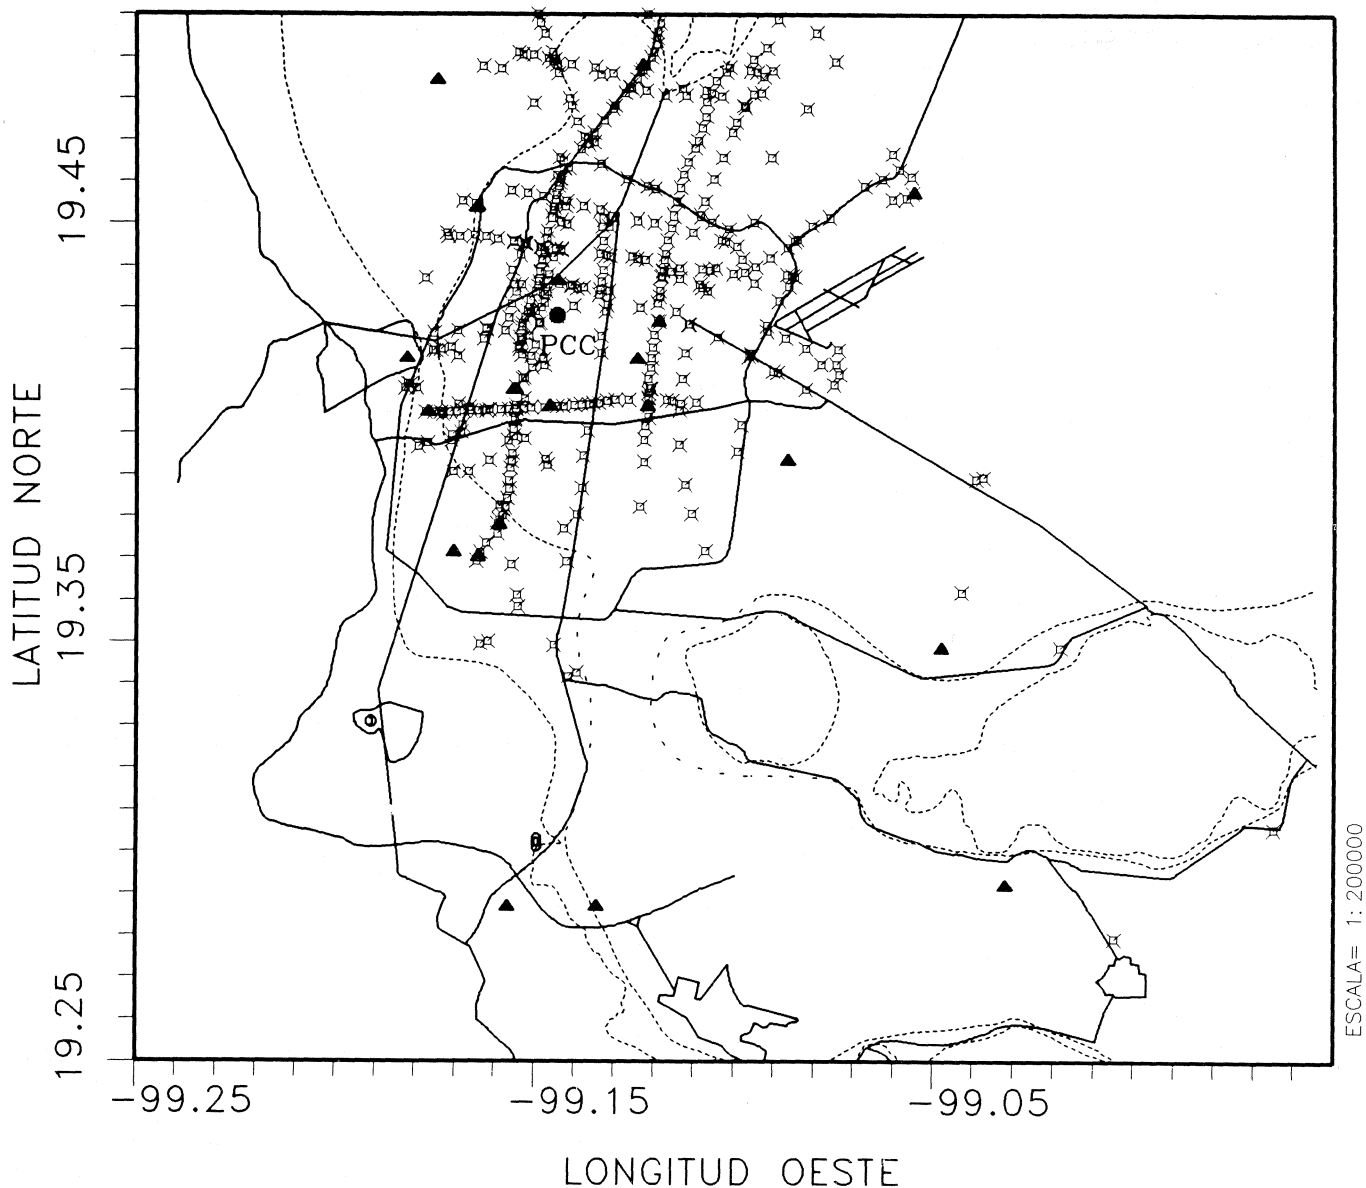 LATITUD NORTE
19.45
19.35
19.25
PCC
-99.25
-99.15
-99.05
LONGITUD OESTE
ESCALA= 1: 200000